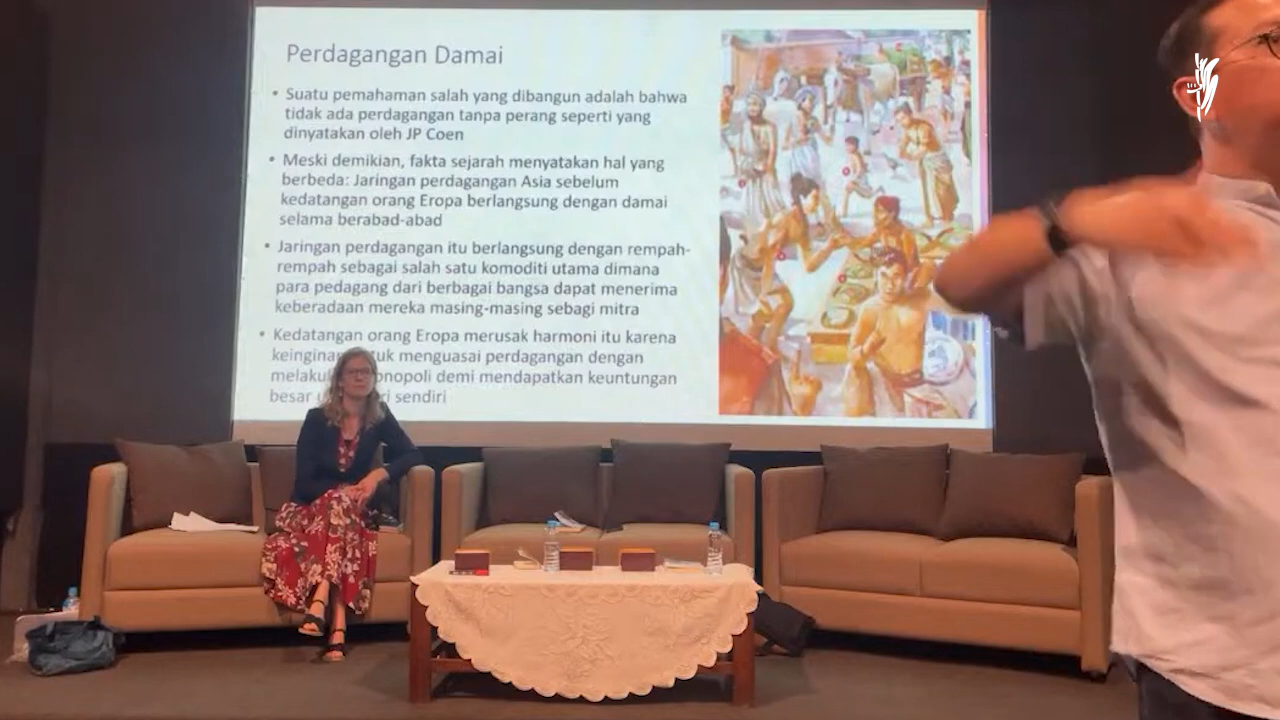 Perdagangan Damai
• Suatu pemahaman salah yang dibangun adalah bahwa
tidak ada perdagangan tanpa perang seperti yang
dinyatakan oleh JP Coen
• Meski demikian, fakta sejarah menyatakan hal yang
berbeda: Jaringan perdagangan Asia sebelum
kedatangan orang Eropa berlangsung dengan damai
selama berabad-abad
• Jaringan perdagangan itu berlangsung dengan rempah-
rempah sebagai salah satu komoditi utama dimana
para pedagang dari berbagai bangsa dapat menerima
keberadaan mereka masing-masing sebagi mitra
• Kedatangan orang Eropa merusak harmoni itu karena
menguasai perdagangan dengan
demi mendapatkan keuntungan
besar sendiri